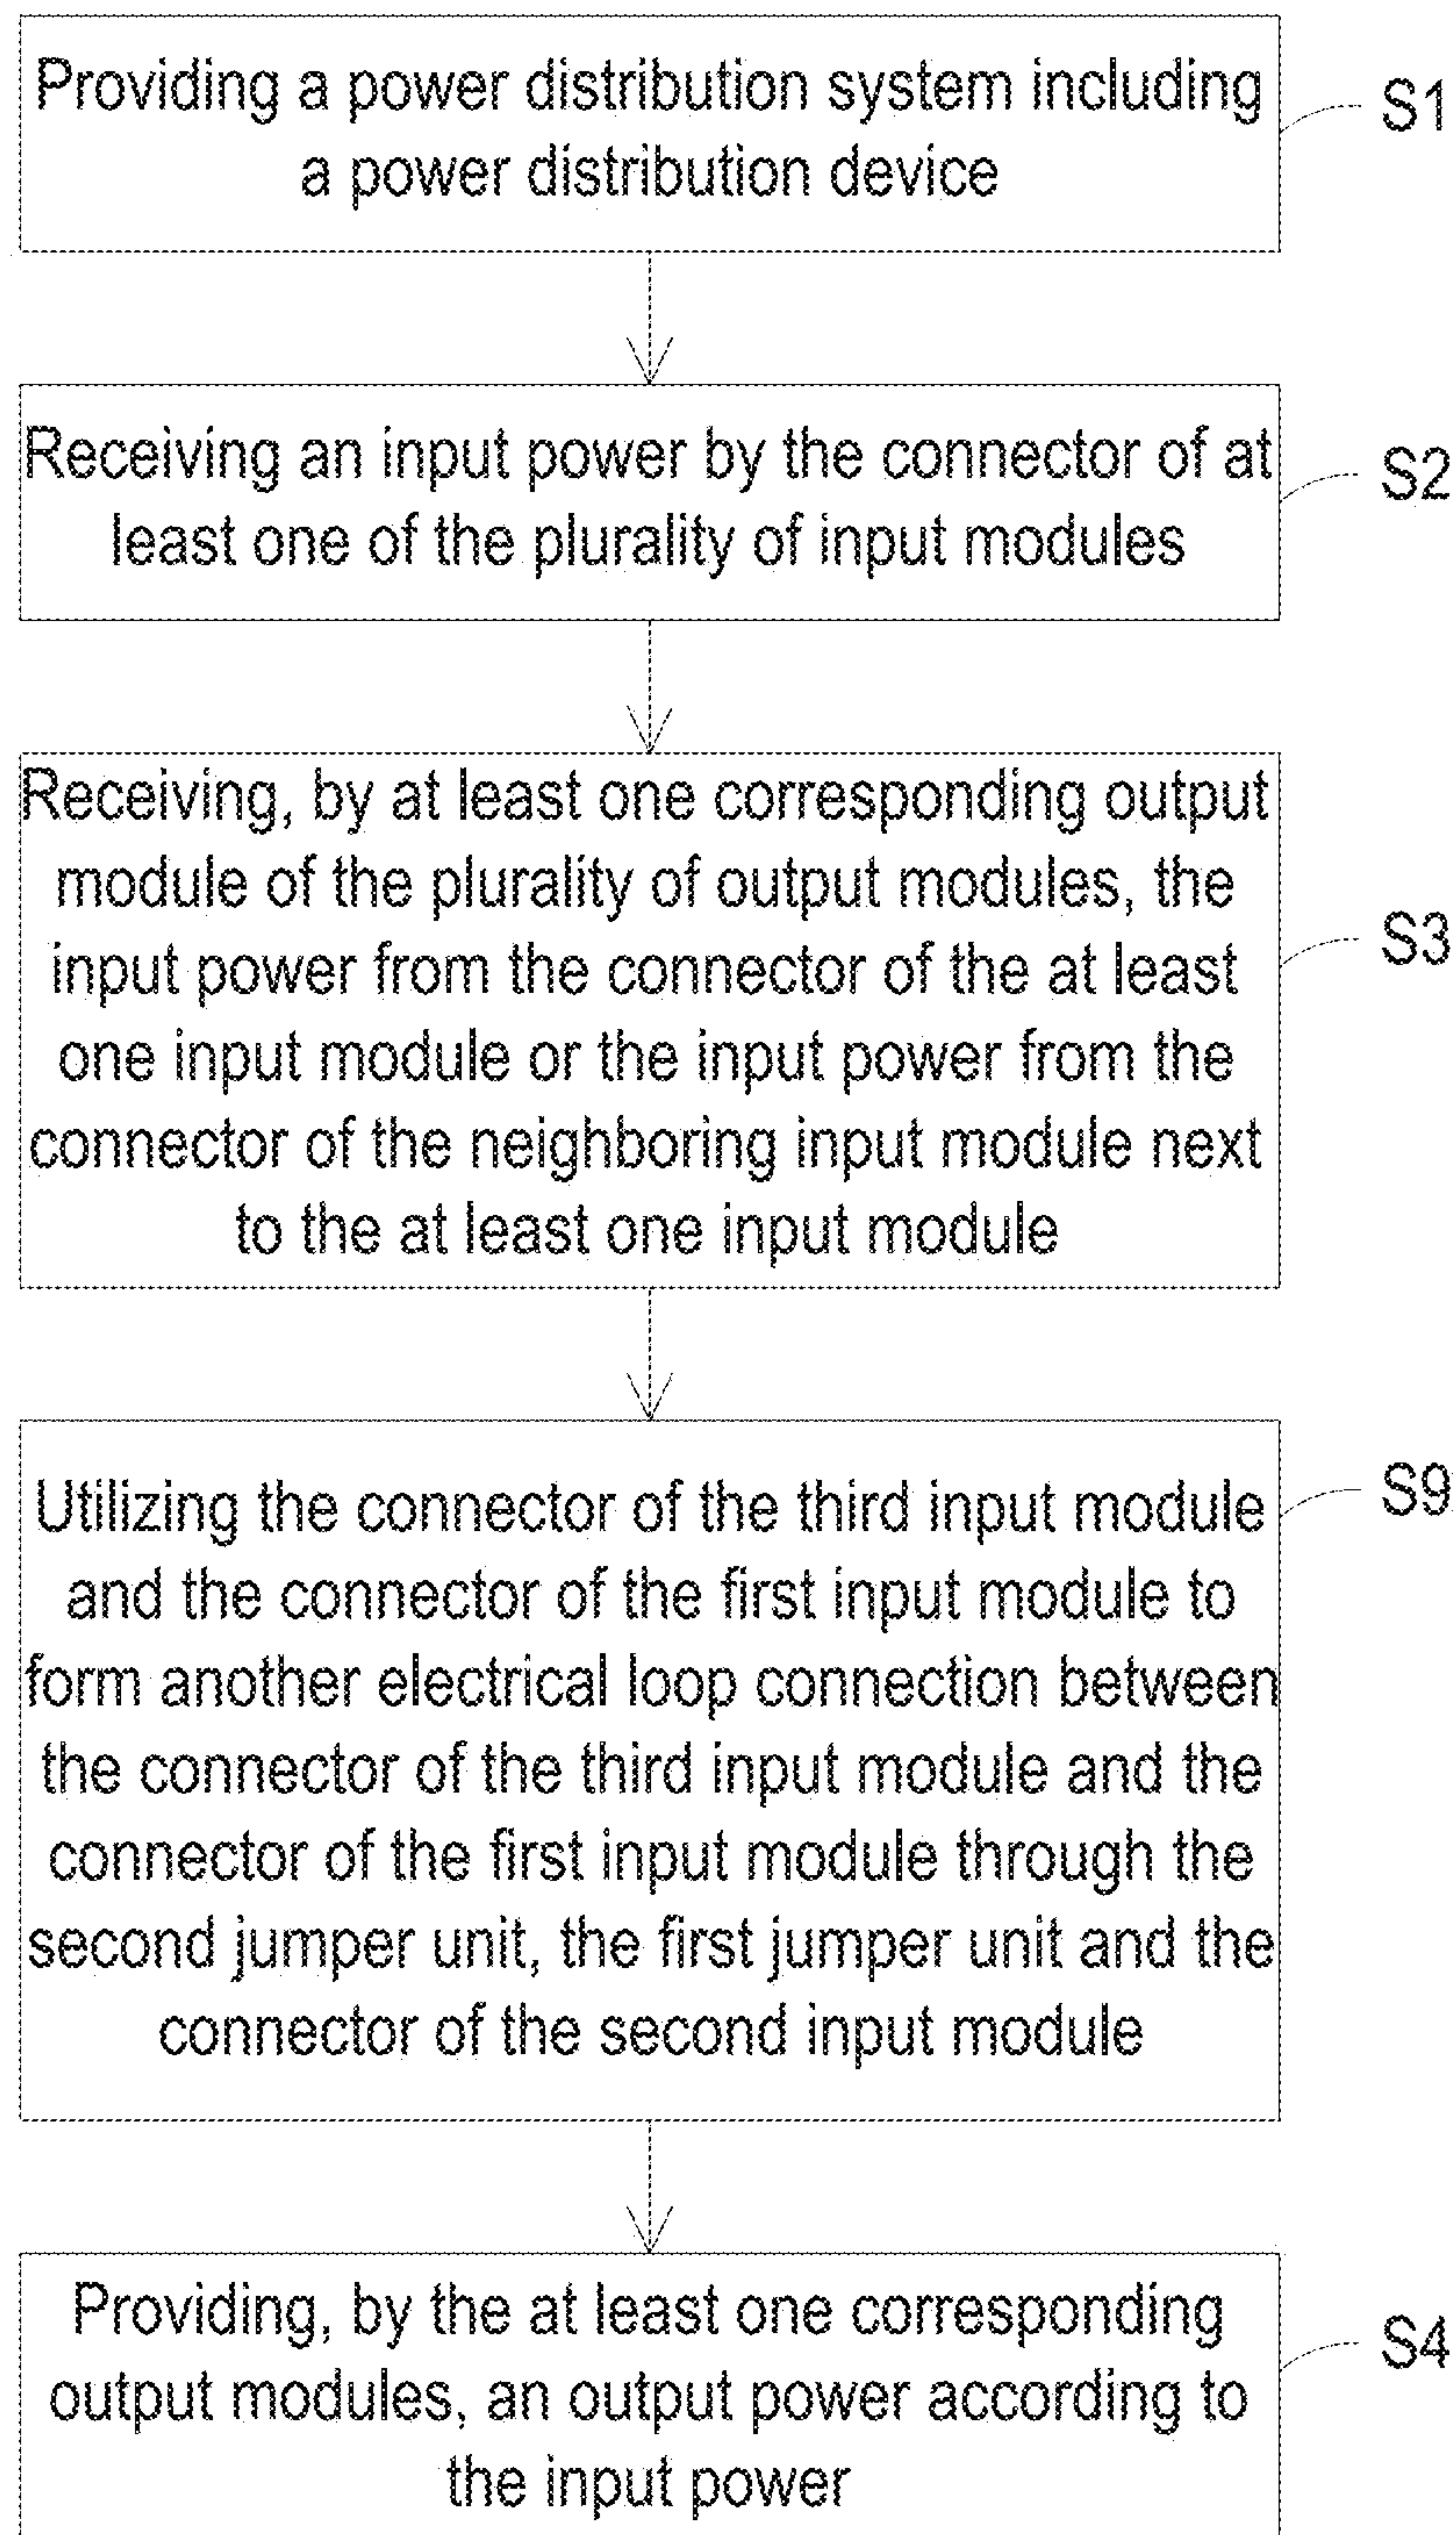 Providing a power distribution system including
a power distribution device
S1
Receiving an input power by the connector of at
least one of the plurality of input modules
S2
Receiving, by at least one corresponding output
module of the plurality of output modules, the
input power from the connector of the at least
one input module or the input power from the
connector of the neighboring input module next
to the at least one input module
S3
Utilizing the connector of the third input module
and the connector of the first input module to
form another electrical loop connection between
the connector of the third input module and the
connector of the first input module through the
second jumper unit, the first jumper unit and the
connector of the second input module
S9
Providing, by the at least one corresponding
output modules, an output power according to
the input power
S4